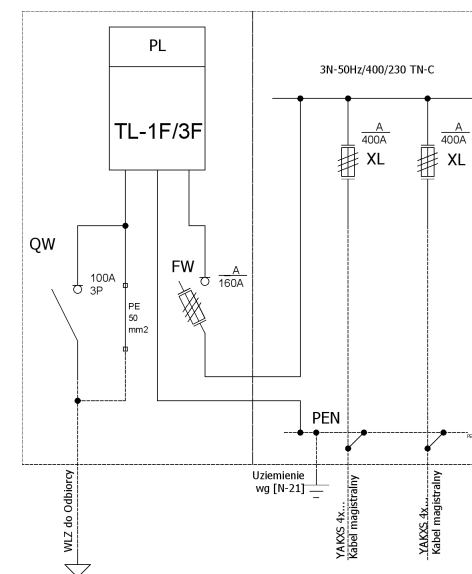 PL
3N-50Hz/400/230 TN-C
TL-1F/3F
A
400A
XL
A
400A
XL
QW
100A
3P
PE
50
mm2
FW
A
160A
PEN
PE
Uziemienie
wg [N-21]
WLZ do Odbiorcy
YAKXS 4x...
Kabel magistralny
YAKXS 4x...
Kabel magistralny